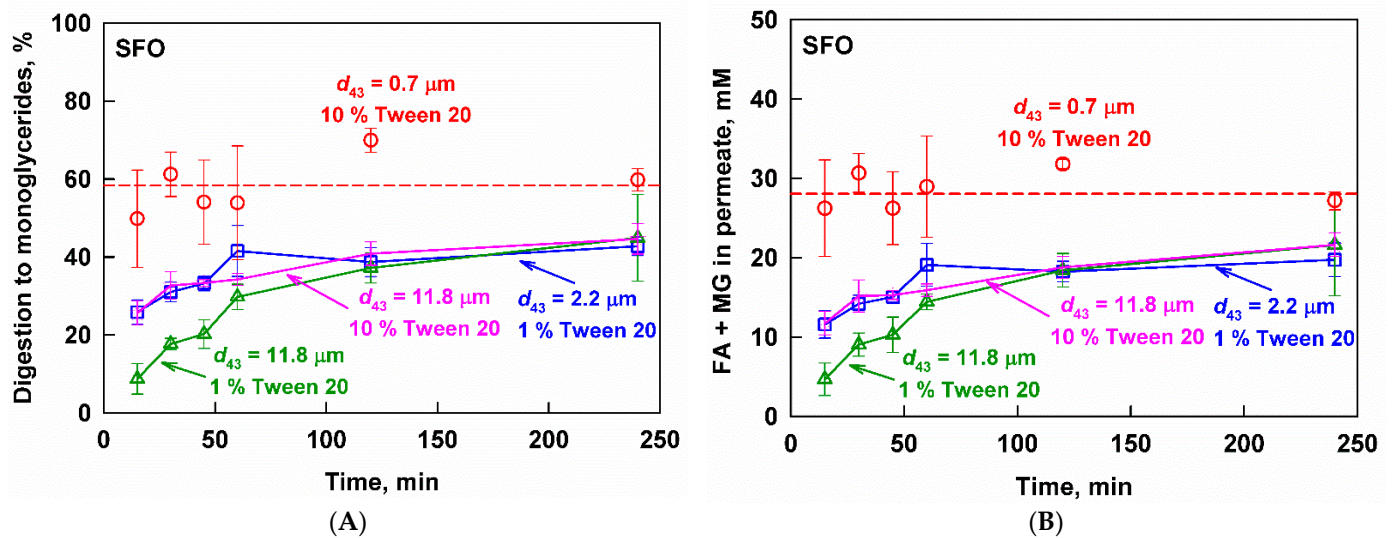 100
80
60
40
20
0
Digestion to monoglycerides, %
SFO
d43 = 0.7 µm
10 % Tween 20
d43 = 2.2 µm
1 % Tween 20
d43 = 11.8 µm
10 % Tween 20
d43 = 11.8 µm
1 % Tween 20
0 50 100 150 200 250
Time, min
(A)
50
40
30
20
10
0
FA + MG in permeate, mM
SFO
d43 = 0.7 µm
10 % Tween 20
d43 = 2.2 µm
1 % Tween 20
d43 = 11.8 µm
10 % Tween 20
d43 = 11.8 µm
1 % Tween 20
0 50 100 150 200 250
Time, min
(B)